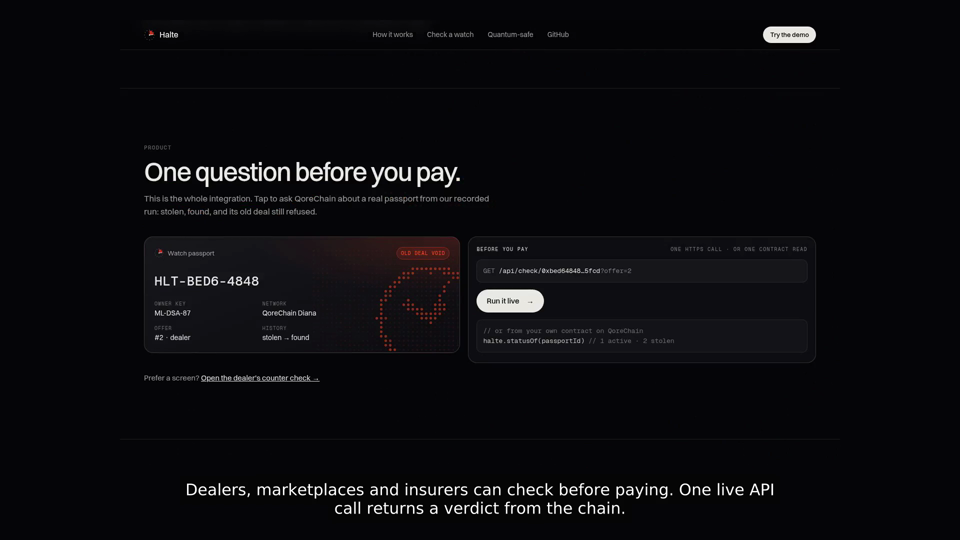 Halte
How it works Check a watch Quantum-safe GitHub
Try the demo
PRODUCT
One question before you pay.
This is the whole integration. Tap to ask QoreChain about a real passport from our recorded
run: stolen, found, and its old deal still refused.
Watch passport
OLD DEAL VOID
HLT-BED6-4848
OWNER KEY NETWORK
ML-DSA-87 QoreChain Diana
OFFER HISTORY
#2 · dealer stolen → found
BEFORE YOU PAY ONE HTTPS CALL · OR ONE CONTRACT READ
GET /api/check/0xbed64848…5fcd?offer=2
Run it live →
// or from your own contract on QoreChain
halte.statusOf(passportId) // 1 active · 2 stolen
Prefer a screen? Open the dealer's counter check →
Dealers, marketplaces and insurers can check before paying. One live API
call returns a verdict from the chain.